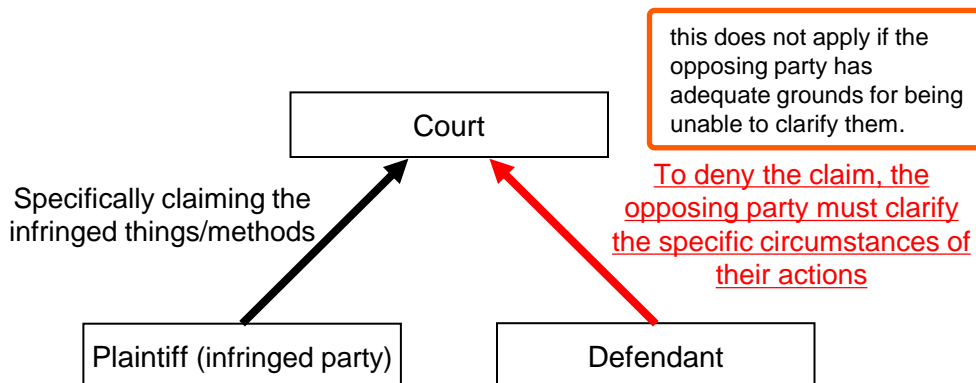 this does not apply if the
opposing party has
adequate grounds for being
unable to clarify them.
Court
Specifically claiming the
infringed things/methods
To deny the claim, the
opposing party must clarify
the specific circumstances of
their actions
Plaintiff (infringed party)
Defendant